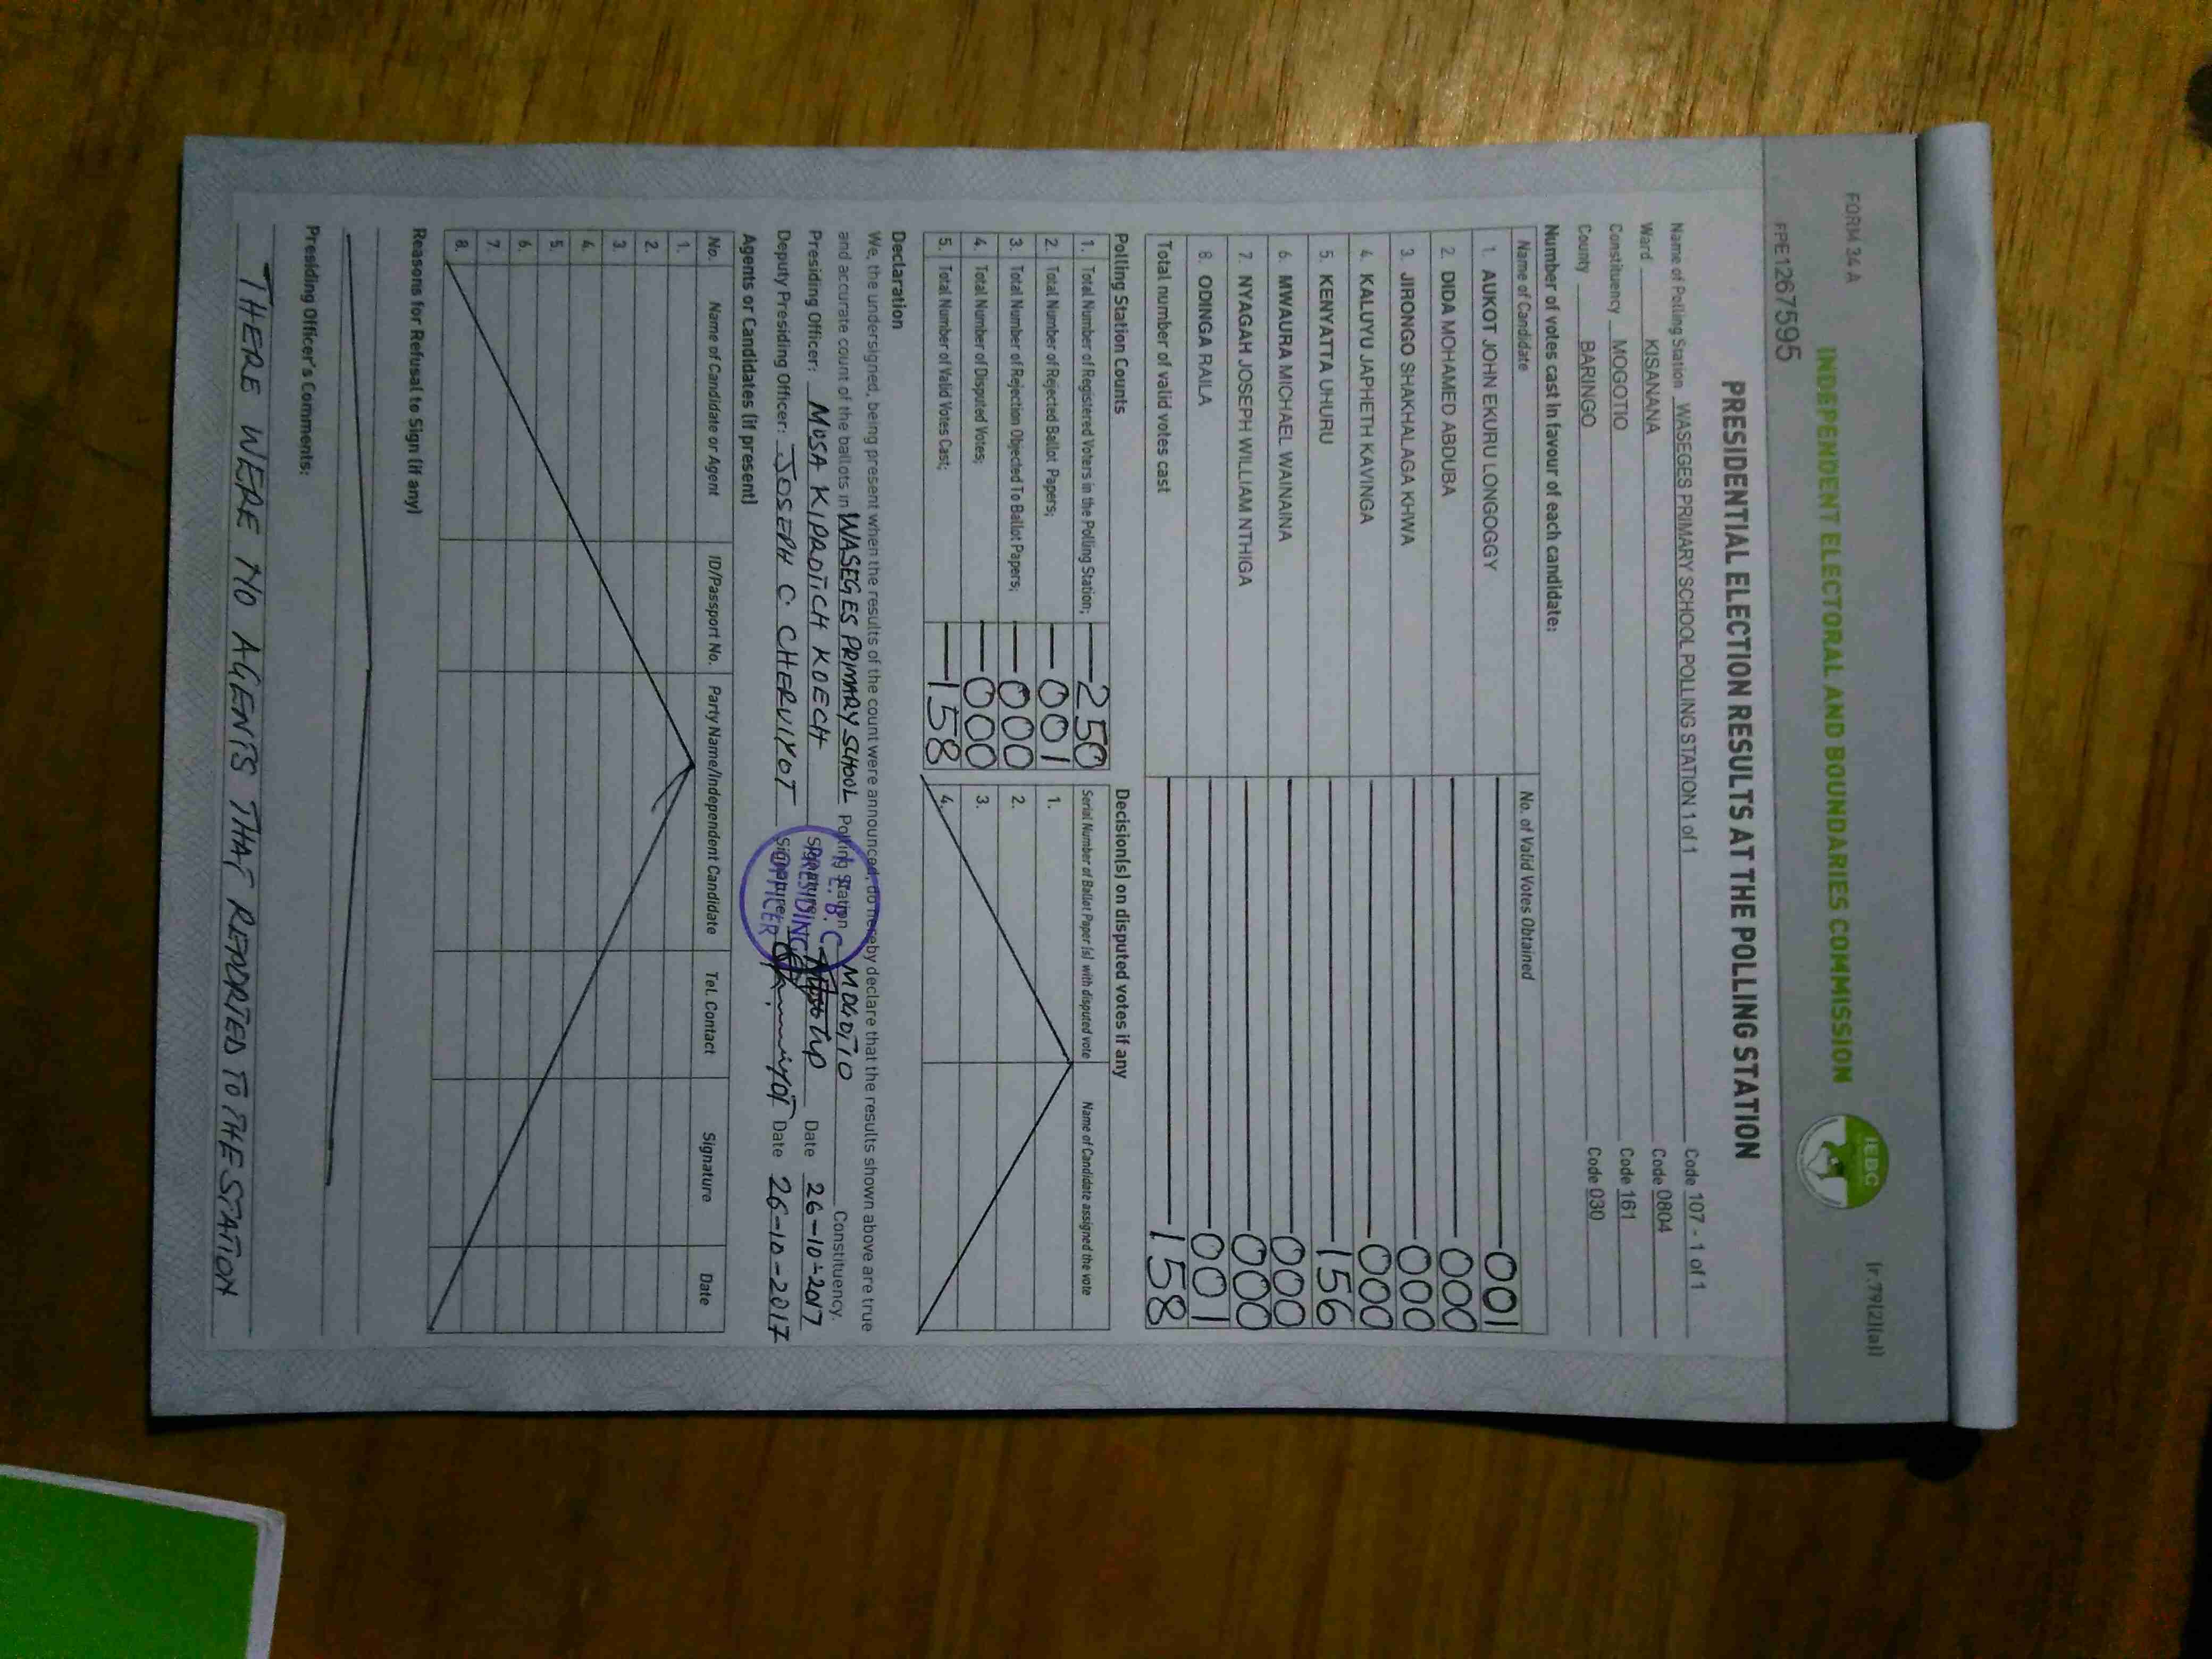 FORM 34 A
(r.79(2)(a))
INDEPENDENT ELECTORAL AND BOUNDARIES COMMISSION
IEBC
FPE1267595
PRESIDENTIAL ELECTION RESULTS AT THE POLLING STATION
Name of Polling Station WASEGES PRIMARY SCHOOL POLLING STATION 1 of 1 Code 107 - 1 of 1
Ward KISANANA Code 0804
Constituency MOGOTIO Code 161
County BARINGO Code 030
Number of votes cast in favour of each candidate:
Name of Candidate No. of Valid Votes Obtained
1. AUKOT JOHN EKURU LONGOGGY 001
2. DIDA MOHAMED ABDUBA 000
3. JIRONGO SHAKHALAGA KHWA 000
4. KALUYU JAPHETH KAVINGA 000
5. KENYATTA UHURU 156
6. MWAURA MICHAEL WAINAINA 000
7. NYAGAH JOSEPH WILLIAM NTHIGA 000
8. ODINGA RAILA 001
Total number of valid votes cast 158
Polling Station Counts
1. Total Number of Registered Voters in the Polling Station; 250
2. Total Number of Rejected Ballot Papers; 001
3. Total Number of Rejection Objected To Ballot Papers; 000
4. Total Number of Disputed Votes; 000
5. Total Number of Valid Votes Cast; 158
Decision(s) on disputed votes if any
Serial Number of Ballot Paper (s) with disputed vote Name of Candidate assigned the vote
1.
2.
3.
4.
Declaration
We, the undersigned, being present when the results of the count were announced, do hereby declare that the results shown above are true
and accurate count of the ballots in WASEGES PRIMARY SCHOOL Polling Station MOGOTIO Constituency.
Presiding Officer: MUSA KIPROTICH KOECH Signature Date 26-10-2017
Deputy Presiding Officer: JOSEPH C. CHERUIYOT Signature Date 26-10-2017
I.E.B.C
PRESIDING
OFFICER
Agents or Candidates (if present)
No. Name of Candidate or Agent ID/Passport No. Party Name/Independent Candidate Tel. Contact Signature Date
1.
2.
3.
4.
5.
6.
7.
8.
Reasons for Refusal to Sign (if any)
Presiding Officer's Comments:
THERE WERE NO AGENTS THAT REPORTED TO THE STATION